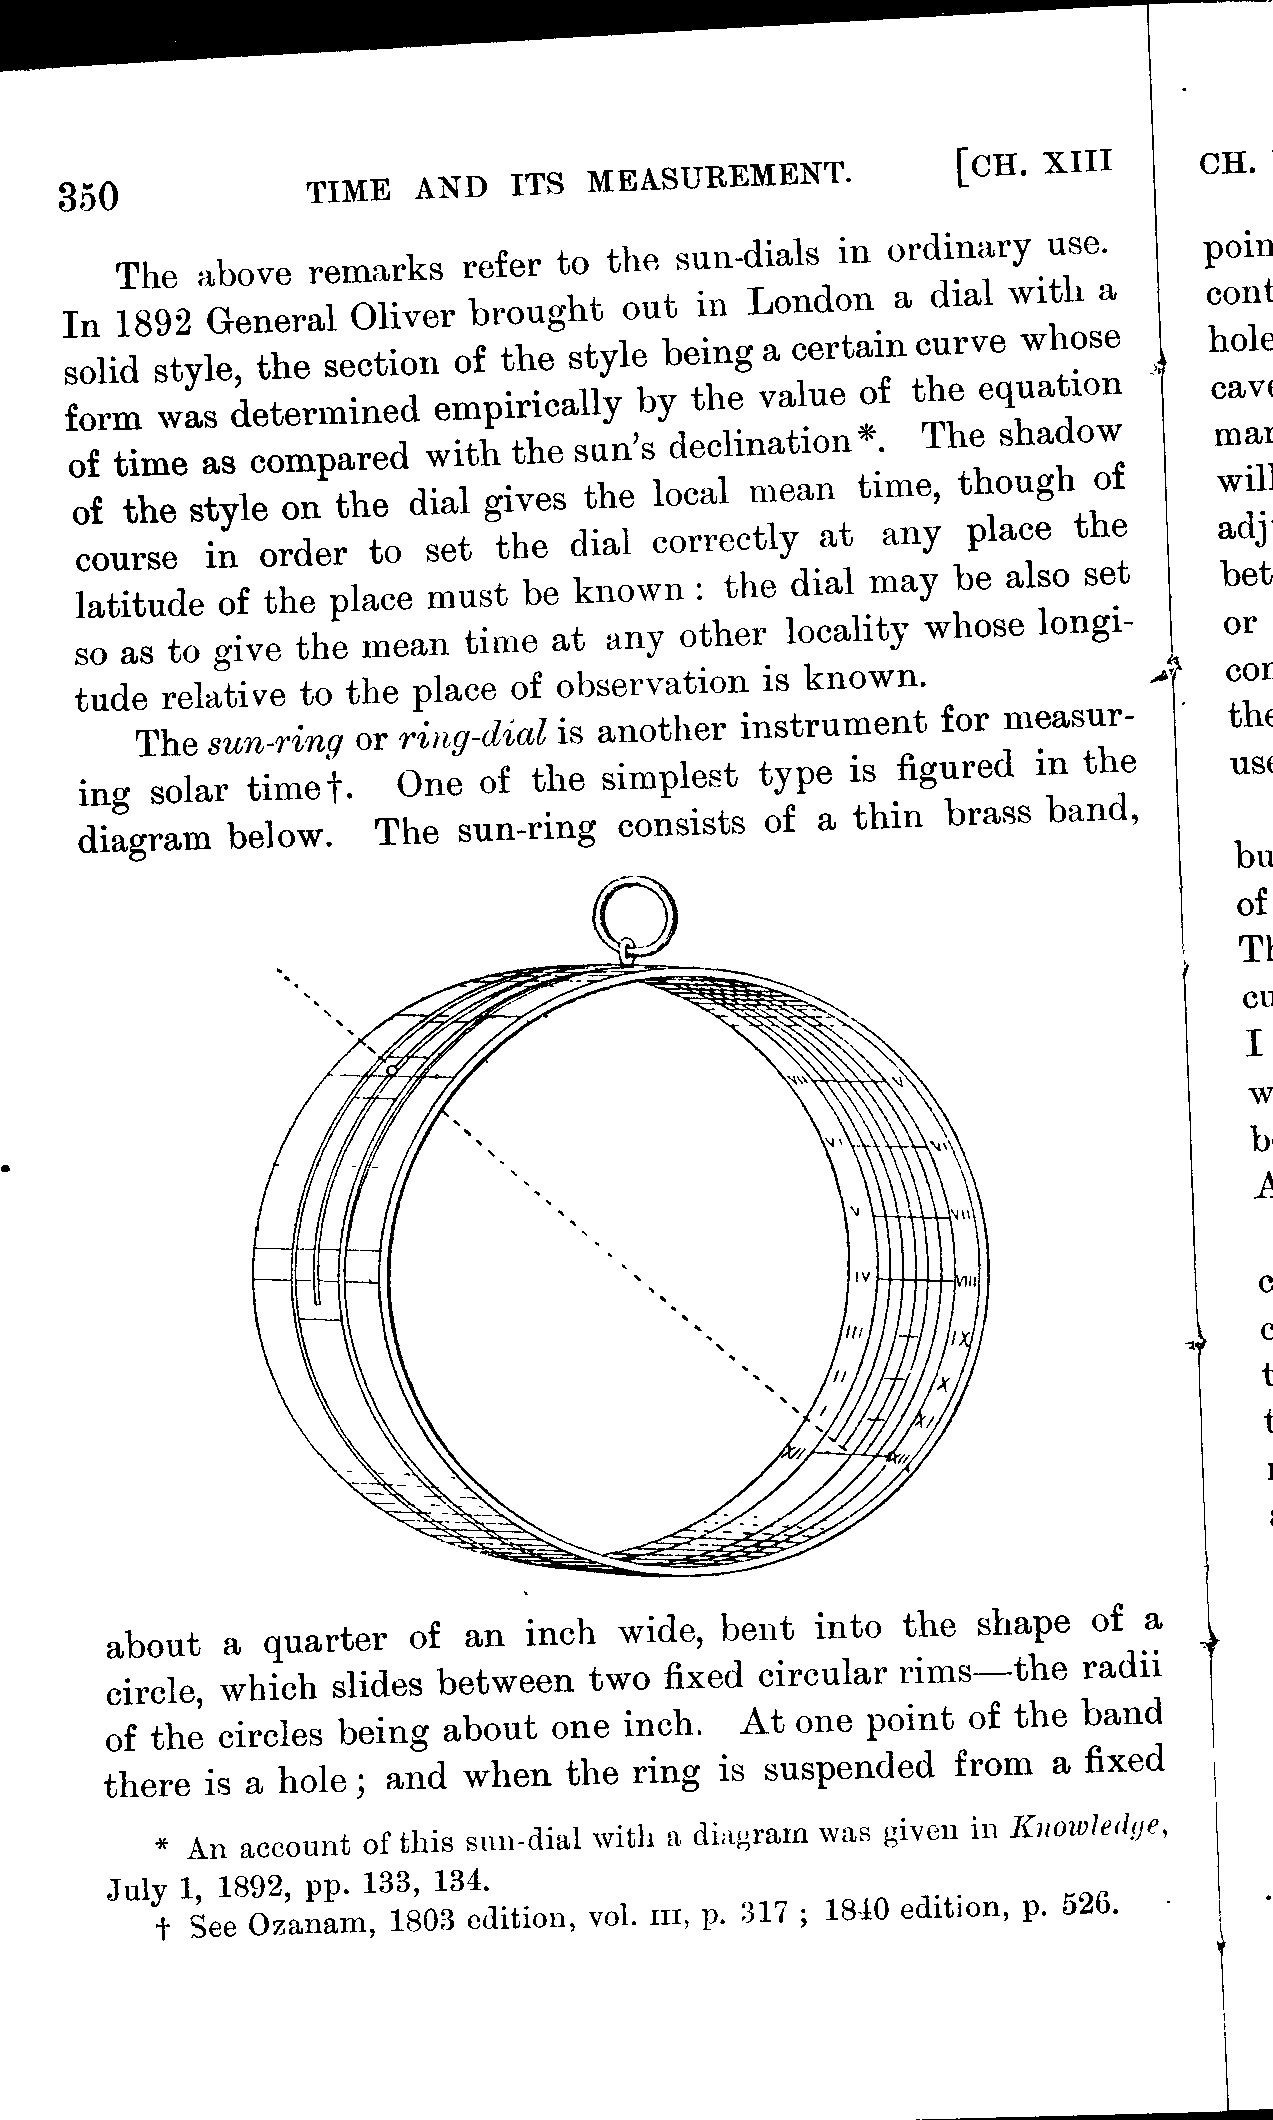 350 TIME AND ITS MEASUREMENT. [CH. XIII
The above remarks refer to the sun-dials in ordinary use.
In 1892 General Oliver brought out in London a dial with a
solid style, the section of the style being a certain curve whose
form was determined empirically by the value of the equation
of time as compared with the sun's declination*. The shadow
of the style on the dial gives the local mean time, though of
course in order to set the dial correctly at any place the
latitude of the place must be known : the dial may be also set
so as to give the mean time at any other locality whose longi-
tude relative to the place of observation is known.
The sun-ring or ring-dial is another instrument for measur-
ing solar time†. One of the simplest type is figured in the
diagram below. The sun-ring consists of a thin brass band,
VII V
VI VI
V VII
IV VIII
III IX
II X
I XI
XII XII
about a quarter of an inch wide, bent into the shape of a
circle, which slides between two fixed circular rims—the radii
of the circles being about one inch. At one point of the band
there is a hole; and when the ring is suspended from a fixed
* An account of this sun-dial with a diagram was given in Knowledge,
July 1, 1892, pp. 133, 134.
† See Ozanam, 1803 edition, vol. III, p. 317 ; 1840 edition, p. 526.
CH.
poin
cont
hole
cave
mar
will
adj
bet
or
con
the
use
bu
of
Th
cu
I
w
b
A
c
c
t
t